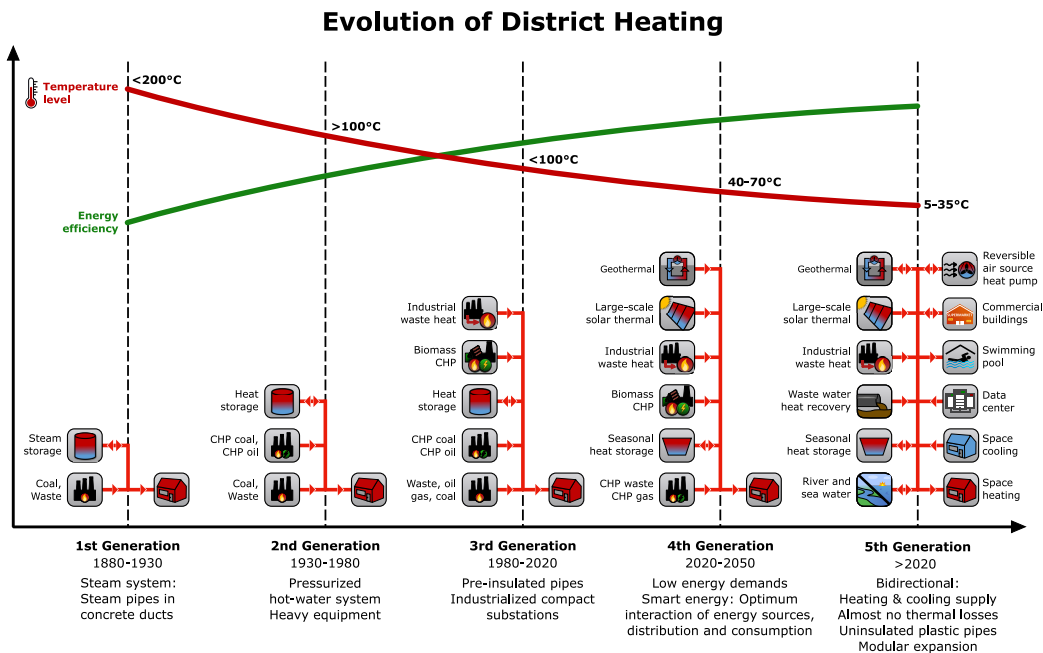 Evolution of District Heating
Temperature
level
<200°C
>100°C
<100°C
40–70°C
5–35°C
Energy
efficiency
Steam
storage
Coal,
Waste
Heat
storage
CHP coal,
CHP oil
Coal,
Waste
Industrial
waste heat
Biomass
CHP
Heat
storage
CHP coal
CHP oil
Waste, oil
gas, coal
Geothermal
Large–scale
solar thermal
Industrial
waste heat
Biomass
CHP
Seasonal
heat storage
CHP waste
CHP gas
Geothermal
Large–scale
solar thermal
Industrial
waste heat
Waste water
heat recovery
Seasonal
heat storage
River and
sea water
Reversible
air source
heat pump
SUPERMARKET
Commercial
buildings
Swimming
pool
Data
center
Space
cooling
Space
heating
1st Generation
1880-1930
Steam system:
Steam pipes in
concrete ducts
2nd Generation
1930-1980
Pressurized
hot-water system
Heavy equipment
3rd Generation
1980-2020
Pre-insulated pipes
Industrialized compact
substations
4th Generation
2020-2050
Low energy demands
Smart energy: Optimum
interaction of energy sources,
distribution and consumption
5th Generation
>2020
Bidirectional:
Heating & cooling supply
Almost no thermal losses
Uninsulated plastic pipes
Modular expansion